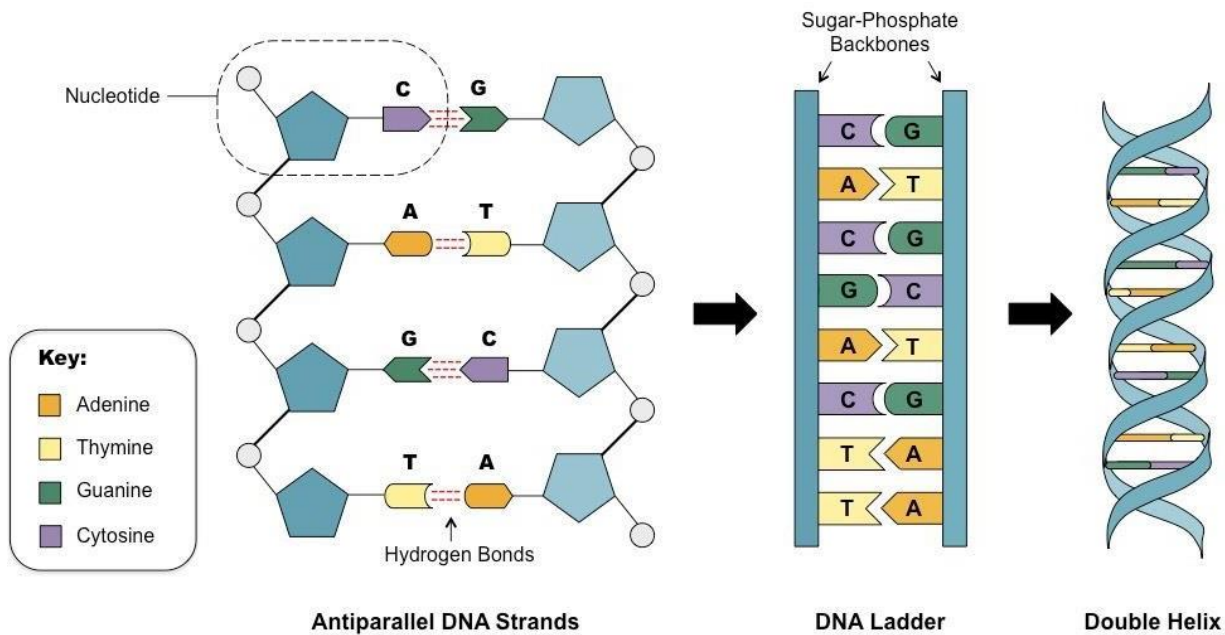 Sugar-Phosphate
Backbones
Nucleotide
C G
A T
G C
T A
Hydrogen Bonds
Key:
Adenine
Thymine
Guanine
Cytosine
C G
A T
C G
G C
A T
C G
T A
T A
Antiparallel DNA Strands
DNA Ladder
Double Helix